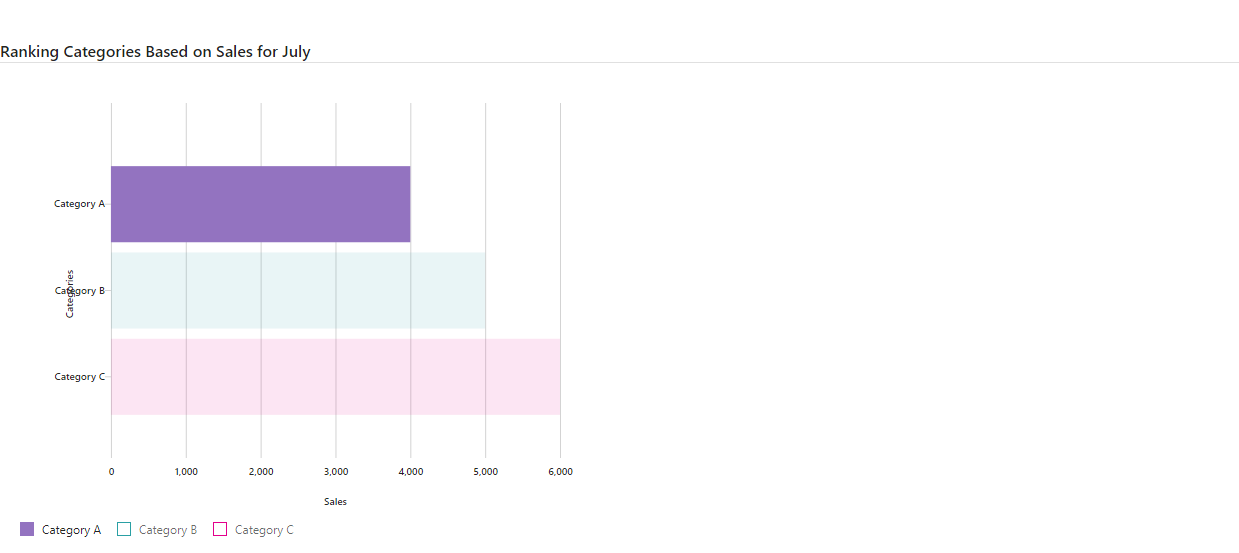 Ranking Categories Based on Sales for July
Category A
Category B
Category C
Categories
0 1,000 2,000 3,000 4,000 5,000 6,000
Sales
Category A Category B Category C